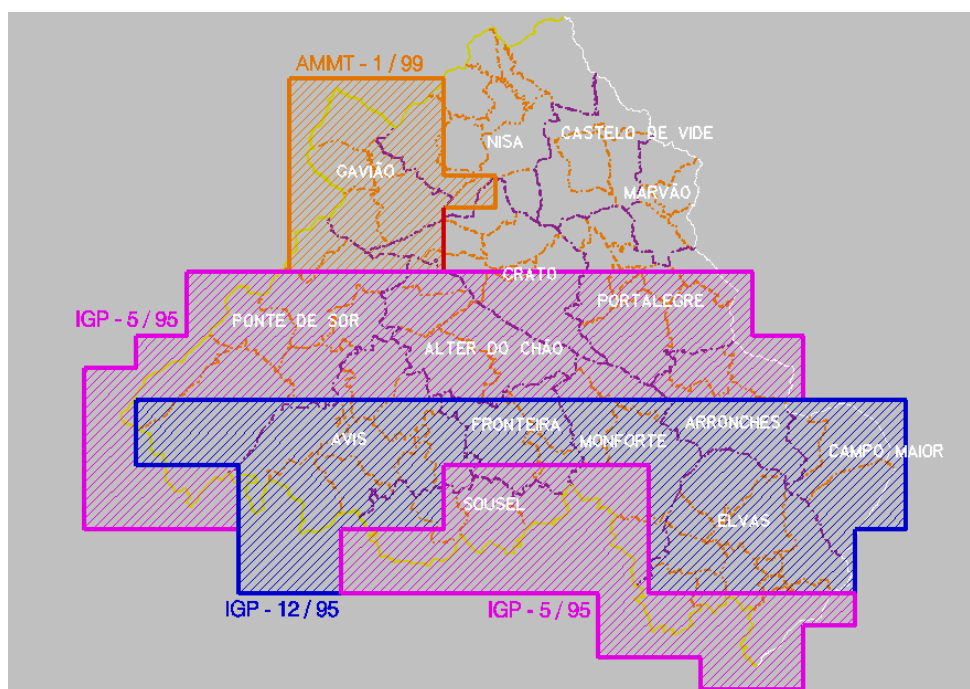 AMMT - 1 / 99
CASTELO DE VIDE
NISA
GAVIÃO
MARVÃO
CRATO
PORTALEGRE
IGP - 5 / 95
PONTE DE SOR
ALTER DO CHÃO
FRONTEIRA
ARRONCHES
AVIS
MONFORTE
CAMPO MAIOR
SOUSEL
ELVAS
IGP - 12 / 95
IGP - 5 / 95